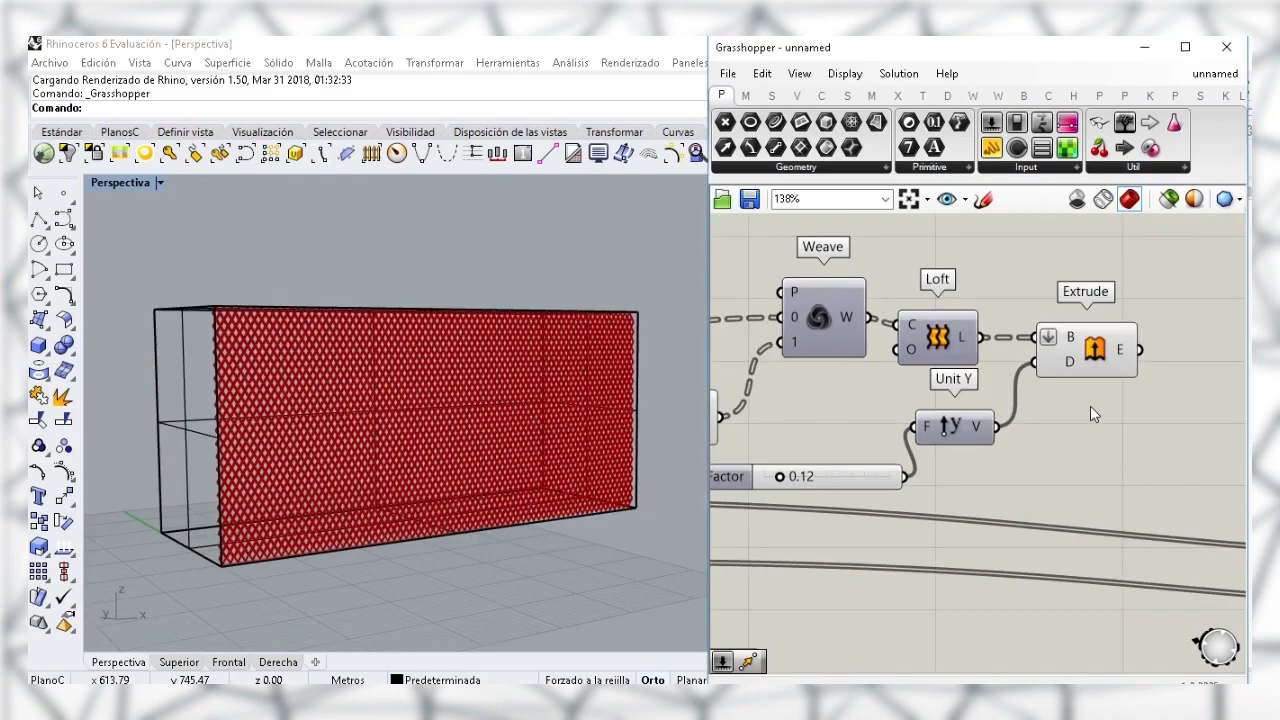 Rhinoceros 6 Evaluación - [Perspectiva]
Archivo Edición Vista Curva Superficie Sólido Malla Acotación Transformar Herramientas Análisis Renderizado Paneles
Cargando Renderizado de Rhino, versión 1.50, Mar 31 2018, 01:32:33
Comando: _Grasshopper
Comando:
Estándar PlanosC Definir vista Visualización Seleccionar Visibilidad Disposición de las vistas Transformar Curvas
Perspectiva
z
y x
Perspectiva Superior Frontal Derecha
PlanoC x 613.79 y 745.47 z 0.00 Metros Predeterminada Forzado a la rejilla Orto Planar
Grasshopper - unnamed
File Edit View Display Solution Help unnamed
P M S V C S M X T D W W B C H P P K P S K L
Geometry Primitive Input Util
138%
Weave
P
0 W
1
Loft
C L
O
Extrude
B
D E
Unit Y
F y V
Factor 0.12